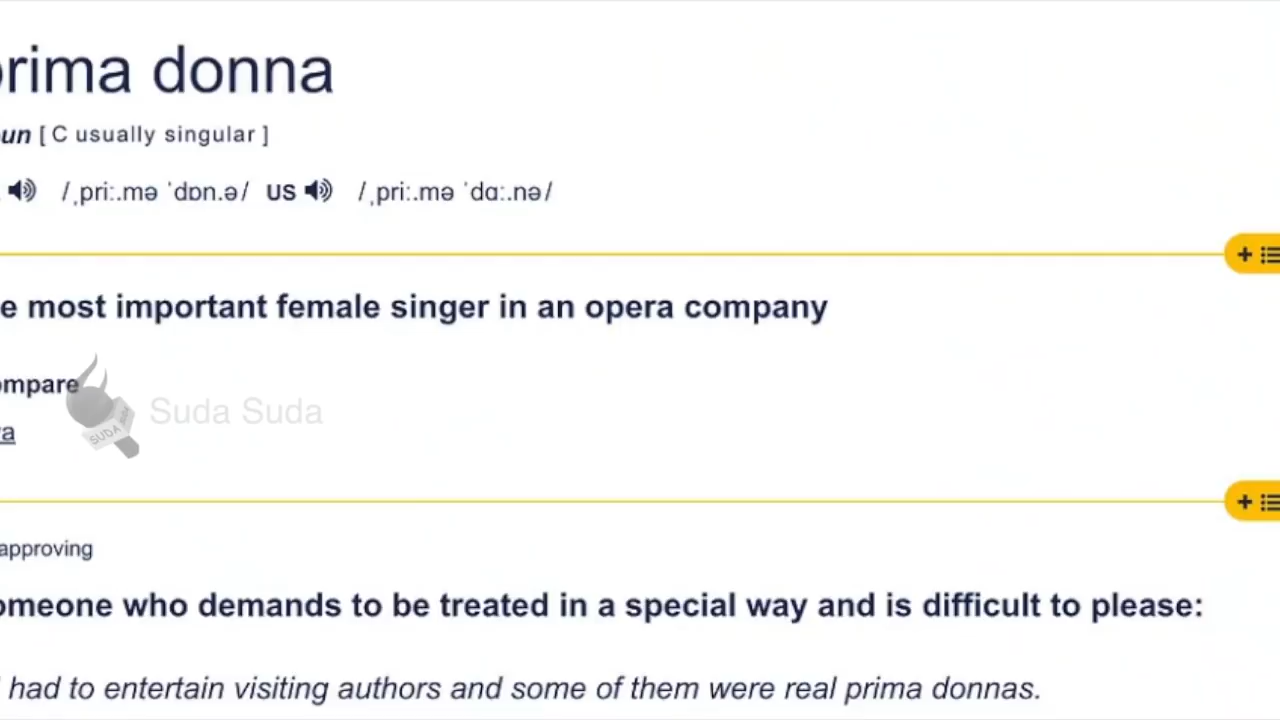 prima donna
un [ C usually singular ]
/ˌpriː.mə ˈdɒn.ə/ US /ˌpriː.mə ˈdɑː.nə/
e most important female singer in an opera company
ompare
a
Suda Suda
SUDA SUDA
approving
omeone who demands to be treated in a special way and is difficult to please:
had to entertain visiting authors and some of them were real prima donnas.